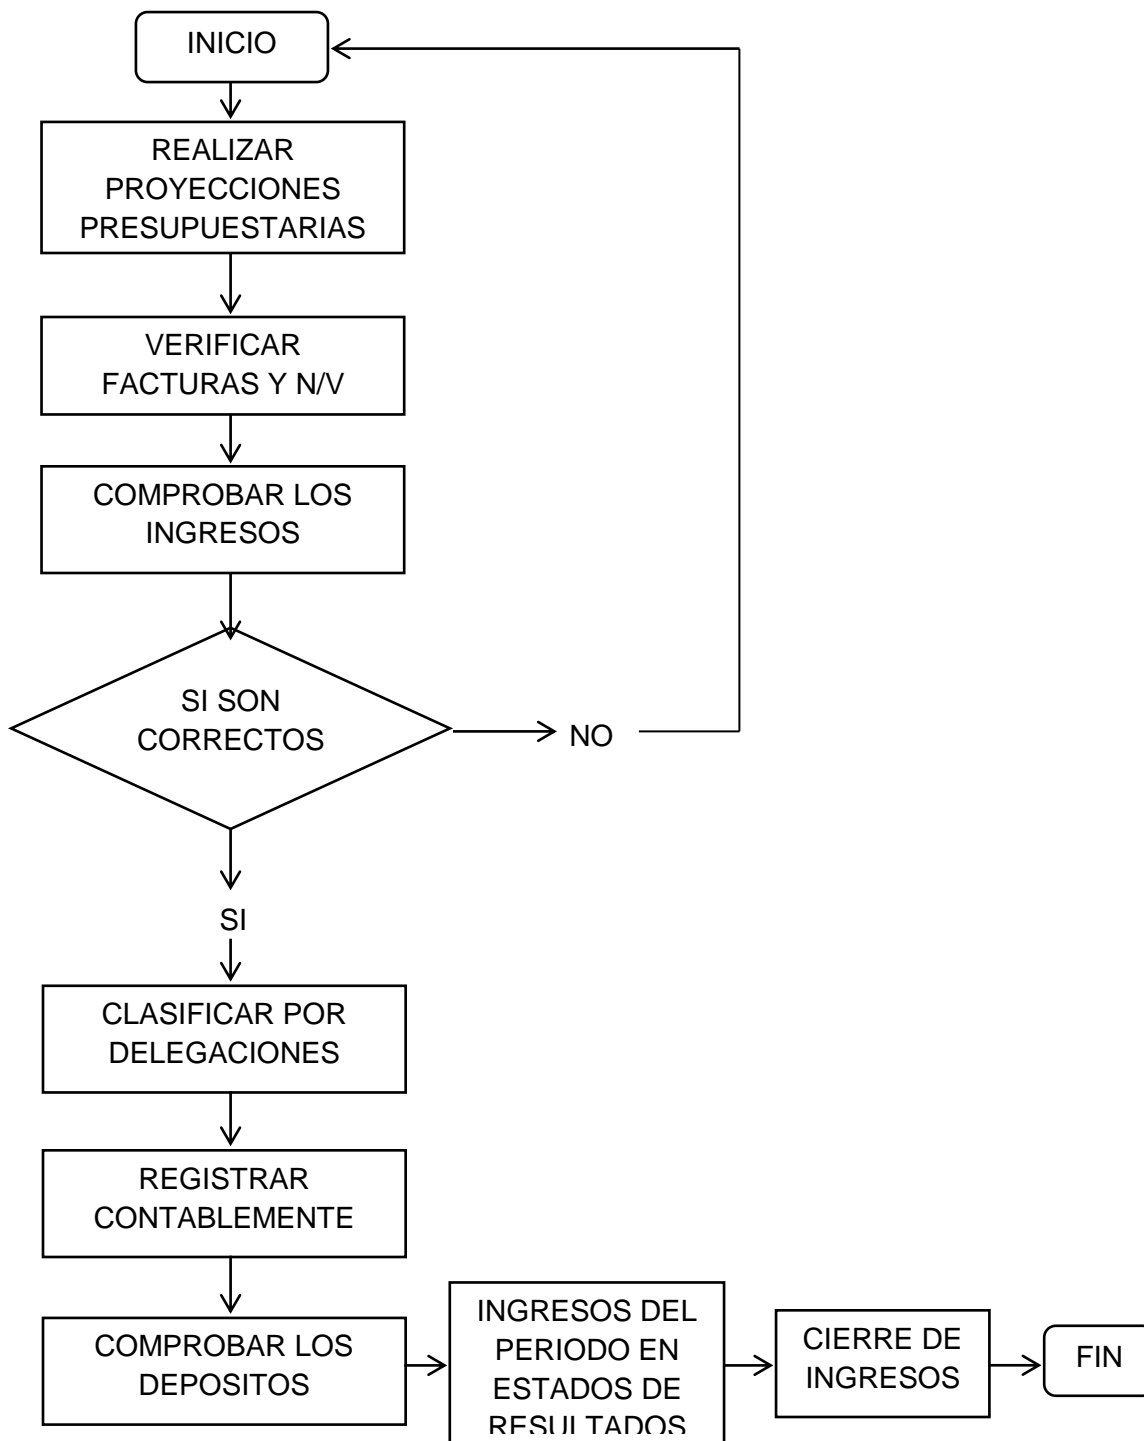 INICIO
REALIZAR
PROYECCIONES
PRESUPUESTARIAS
VERIFICAR
FACTURAS Y N/V
COMPROBAR LOS
INGRESOS
SI SON
CORRECTOS
NO
SI
CLASIFICAR POR
DELEGACIONES
REGISTRAR
CONTABLEMENTE
COMPROBAR LOS
DEPOSITOS
INGRESOS DEL
PERIODO EN
ESTADOS DE
RESULTADOS
CIERRE DE
INGRESOS
FIN